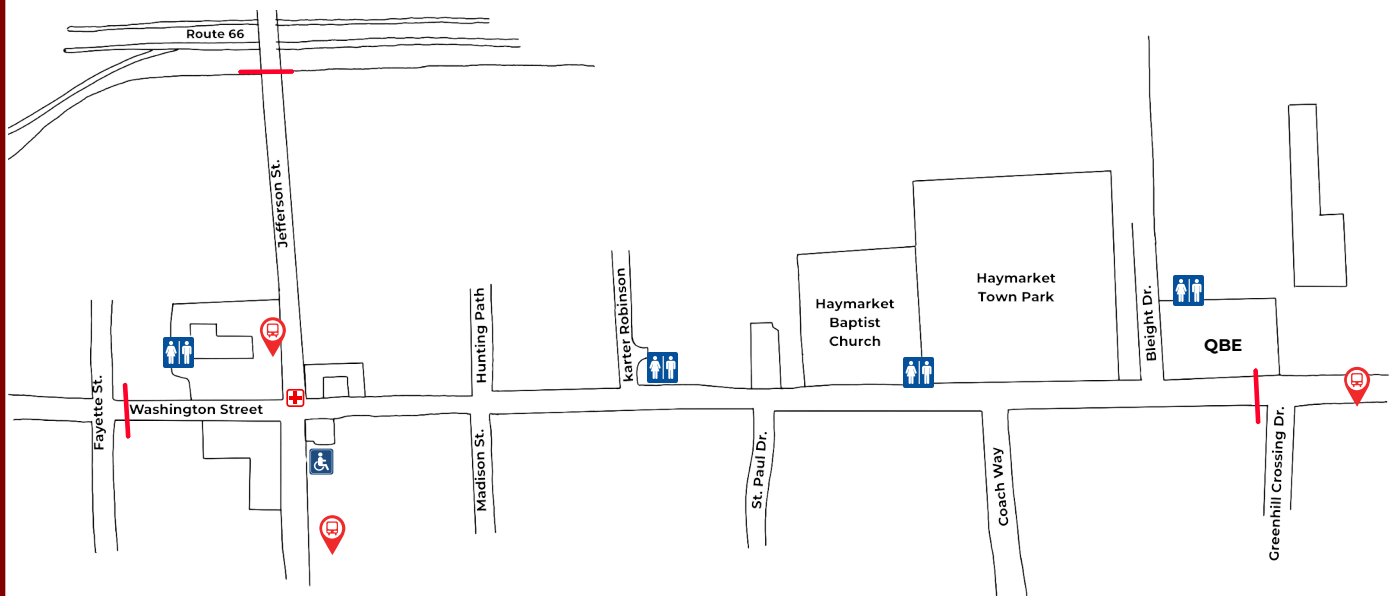 Route 66
Jefferson St.
Hunting Path
Karter Robinson
Haymarket
Baptist
Church
Haymarket
Town Park
Bleight Dr.
QBE
Fayette St.
Washington Street
Madison St.
St. Paul Dr.
Coach Way
Greenhill Crossing Dr.